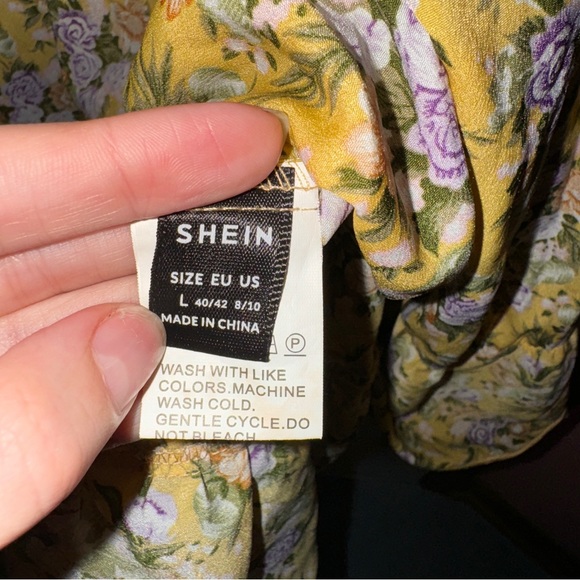 SHEIN
SIZE EU US
L 40/42 8/10
MADE IN CHINA
P
WASH WITH LIKE
COLORS.MACHINE
WASH COLD.
GENTLE CYCLE.DO
NOT BLEACH